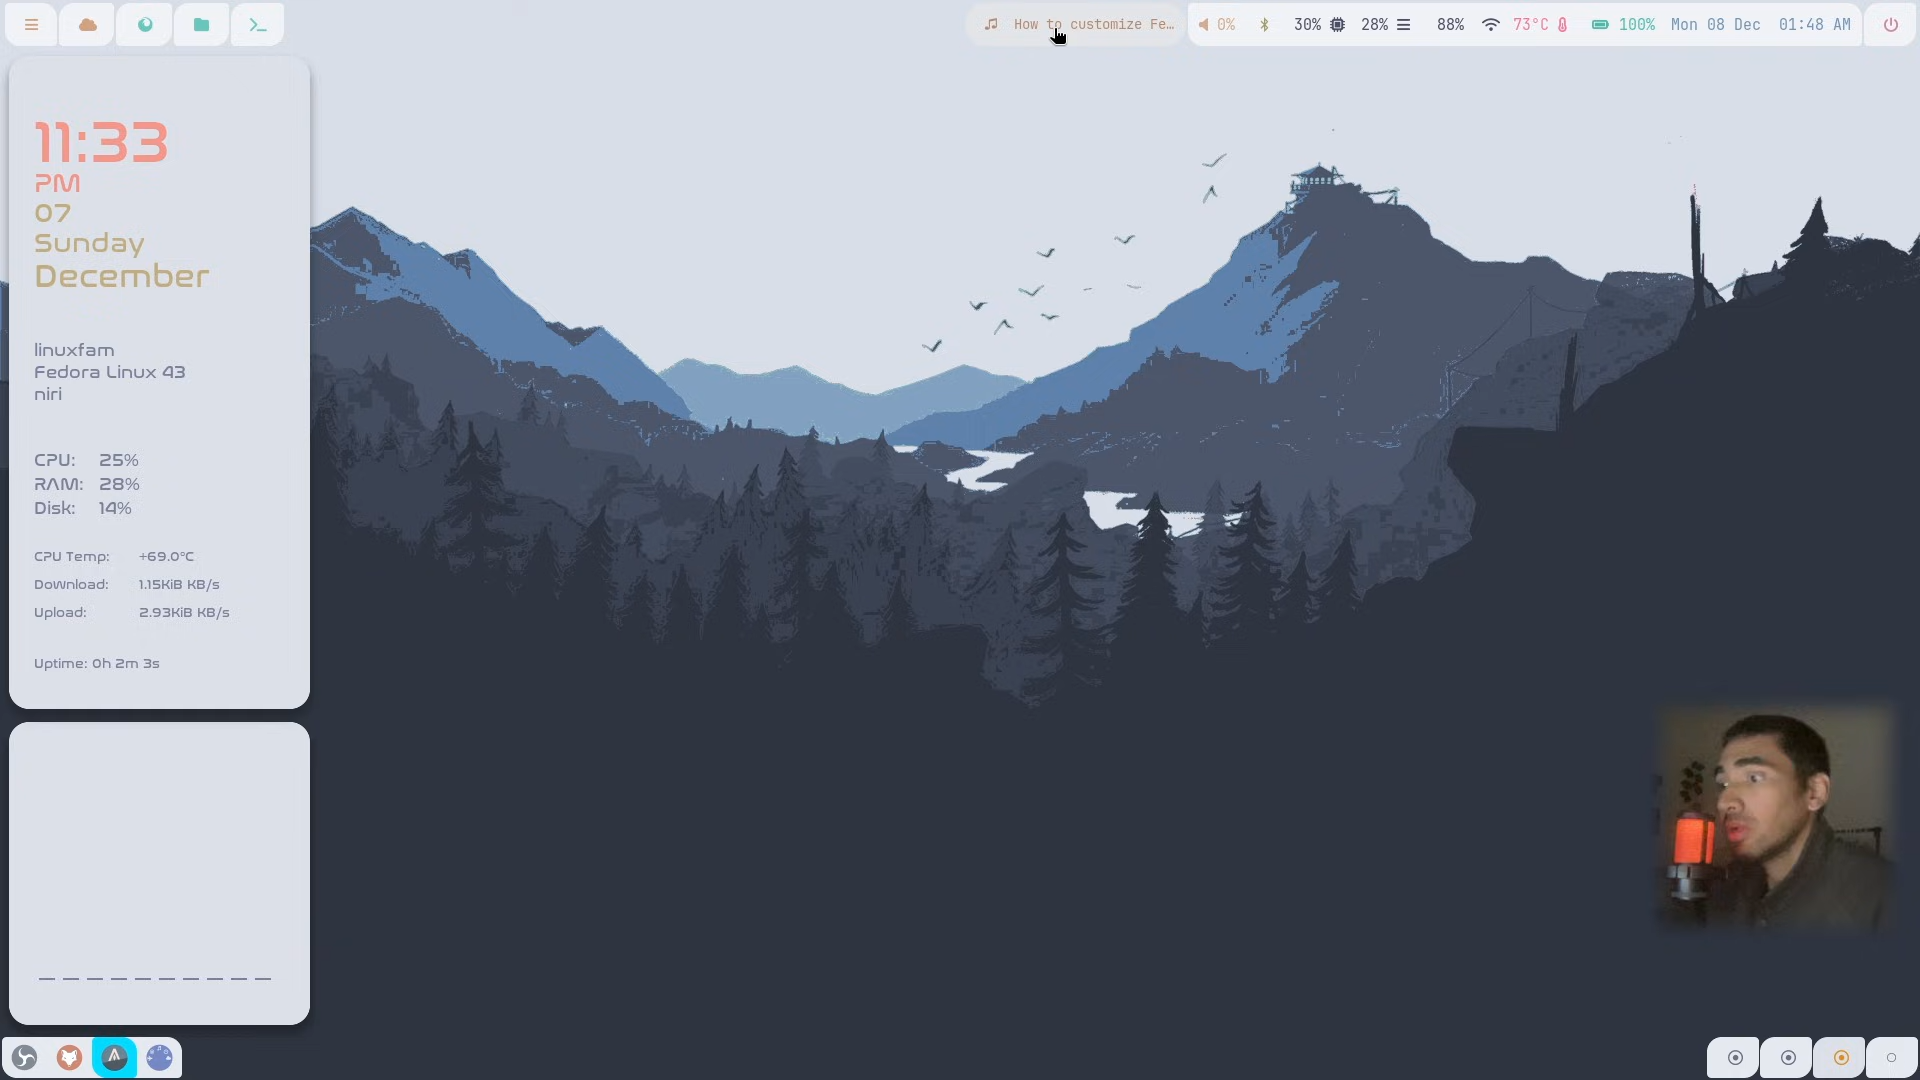 How to customize Fe...
0%
30%
28%
88%
73°C
100%
Mon 08 Dec
01:48 AM
11:33
PM
07
Sunday
December
linuxfam
Fedora Linux 43
niri
CPU: 25%
RAM: 28%
Disk: 14%
CPU Temp: +69.0°C
Download: 1.15KiB KB/s
Upload: 2.93KiB KB/s
Uptime: 0h 2m 3s